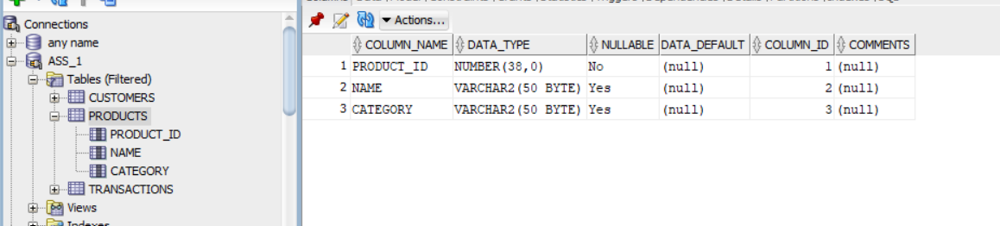 Connections
any name
ASS_1
Tables (Filtered)
CUSTOMERS
PRODUCTS
PRODUCT_ID
NAME
CATEGORY
TRANSACTIONS
Views
Indexes
Actions...
COLUMN_NAME DATA_TYPE NULLABLE DATA_DEFAULT COLUMN_ID COMMENTS
1 PRODUCT_ID NUMBER(38,0) No (null) 1 (null)
2 NAME VARCHAR2(50 BYTE) Yes (null) 2 (null)
3 CATEGORY VARCHAR2(50 BYTE) Yes (null) 3 (null)